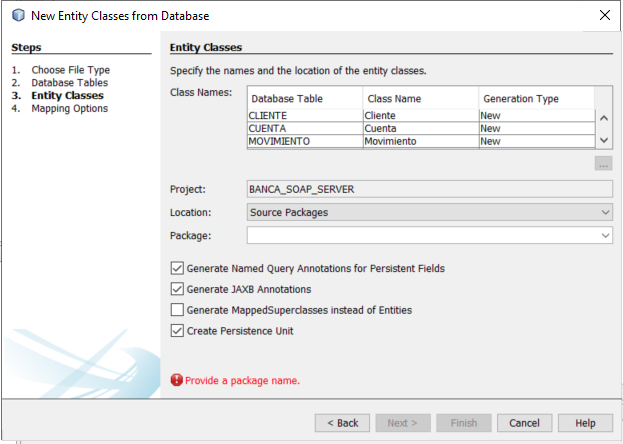 New Entity Classes from Database
Steps
1. Choose File Type
2. Database Tables
3. Entity Classes
4. Mapping Options
Entity Classes
Specify the names and the location of the entity classes.
Class Names:
Database Table Class Name Generation Type
CLIENTE Cliente New
CUENTA Cuenta New
MOVIMIENTO Movimiento New
...
Project: BANCA_SOAP_SERVER
Location: Source Packages
Package:
Generate Named Query Annotations for Persistent Fields
Generate JAXB Annotations
Generate MappedSuperclasses instead of Entities
Create Persistence Unit
Provide a package name.
< Back Next > Finish Cancel Help